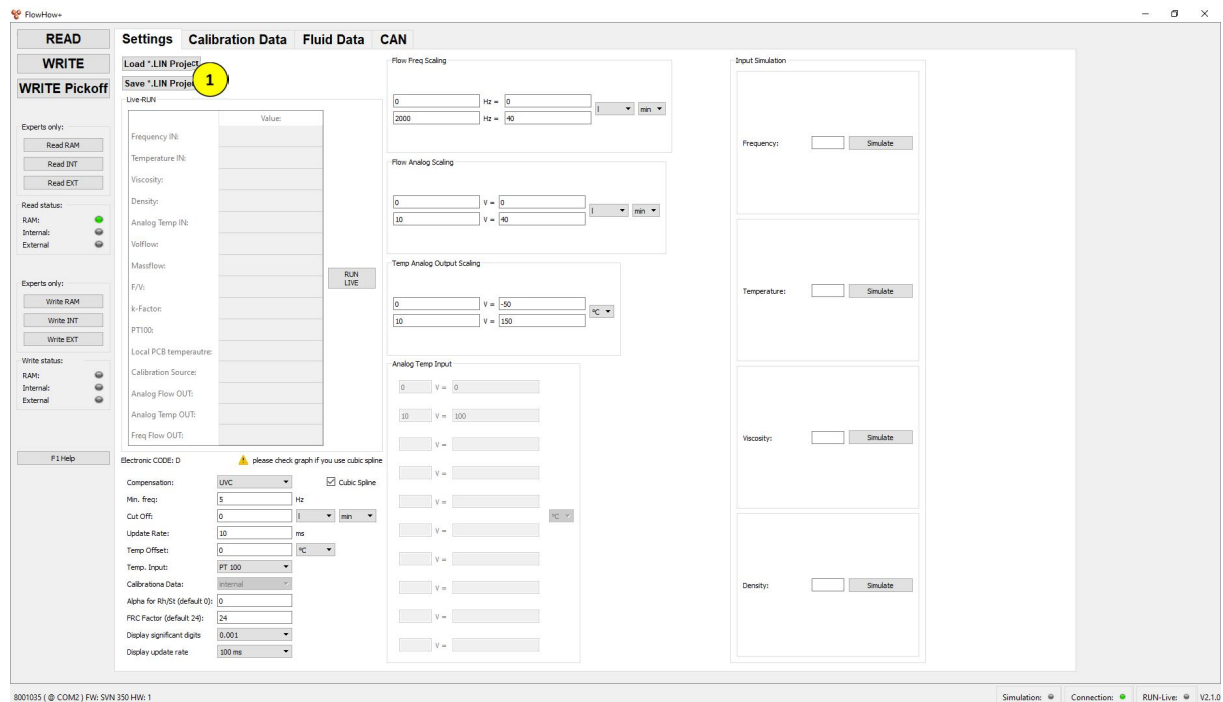 FlowHow+
READ
WRITE
WRITE Pickoff
Experts only:
Read RAM
Read INT
Read EXT
Read status:
RAM:
Internal:
External
Experts only:
Write RAM
Write INT
Write EXT
Write status:
RAM:
Internal:
External
F1 Help
Settings Calibration Data Fluid Data CAN
Load *.LIN Project
Save *.LIN Proje
1
Live-RUN
Value:
Frequency IN:
Temperature IN:
Viscosity:
Density:
Analog Temp IN:
Volflow:
Massflow:
F/V:
k-Factor:
PT100:
Local PCB temperautre:
Calibration Source:
Analog Flow OUT:
Analog Temp OUT:
Freq Flow OUT:
RUN
LIVE
Electronic CODE: D please check graph if you use cubic spline
Compensation: UVC Cubic Spline
Min. freq: 5 Hz
Cut Off: 0 l min
Update Rate: 10 ms
Temp Offset: 0 °C
Temp. Input: PT 100
Calibrationa Data: internal
Alpha for Rh/St (default 0): 0
FRC Factor (default 24): 24
Display significant digits 0.001
Display update rate 100 ms
Flow Freq Scaling
0 Hz = 0
2000 Hz = 40
l min
Flow Analog Scaling
0 V = 0
10 V = 40
l min
Temp Analog Output Scaling
0 V = -50
10 V = 150
°C
Analog Temp Input
0 V = 0
10 V = 100
V =
V =
V =
V =
V =
V =
V =
V =
°C
Input Simulation
Frequency: Simulate
Temperature: Simulate
Viscosity: Simulate
Density: Simulate
8001035 ( @ COM2 ) FW: SVN 350 HW: 1
Simulation: Connection: RUN-Live: V2.1.0